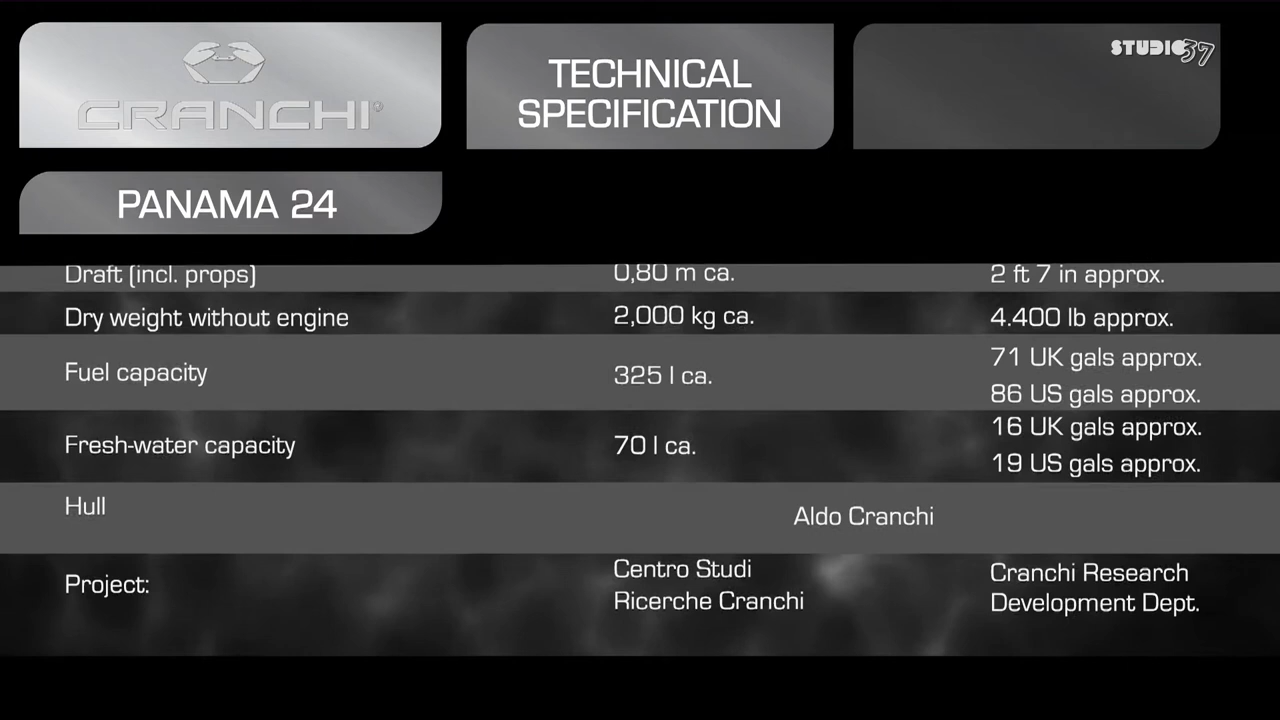 CRANCHI®
TECHNICAL
SPECIFICATION
STUDIO 37
PANAMA 24
Draft (incl. props) 0,80 m ca. 2 ft 7 in approx.
Dry weight without engine 2,000 kg ca. 4.400 lb approx.
Fuel capacity 325 l ca. 71 UK gals approx.
86 US gals approx.
Fresh-water capacity 70 l ca. 16 UK gals approx.
19 US gals approx.
Hull Aldo Cranchi
Project: Centro Studi Cranchi Research
Ricerche Cranchi Development Dept.